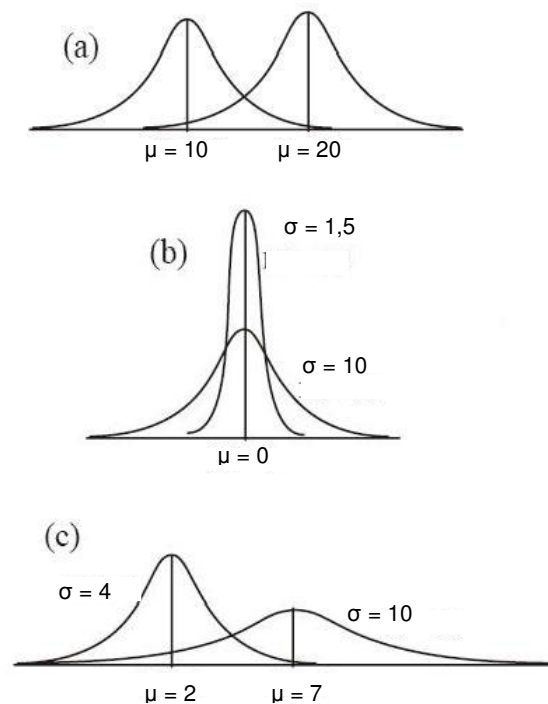 (a)
μ = 10
μ = 20
(b)
σ = 1,5
σ = 10
μ = 0
(c)
σ = 4
σ = 10
μ = 2
μ = 7